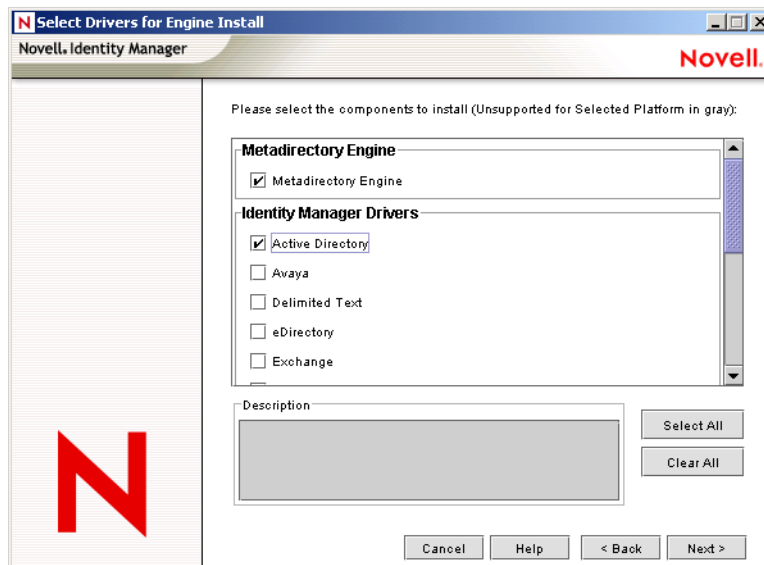 N Select Drivers for Engine Install
Novell® Identity Manager
Novell.
Please select the components to install (Unsupported for Selected Platform in gray):
Metadirectory Engine
Metadirectory Engine
Identity Manager Drivers
Active Directory
Avaya
Delimited Text
eDirectory
Exchange
Description
Select All
Clear All
N
Cancel Help < Back Next >